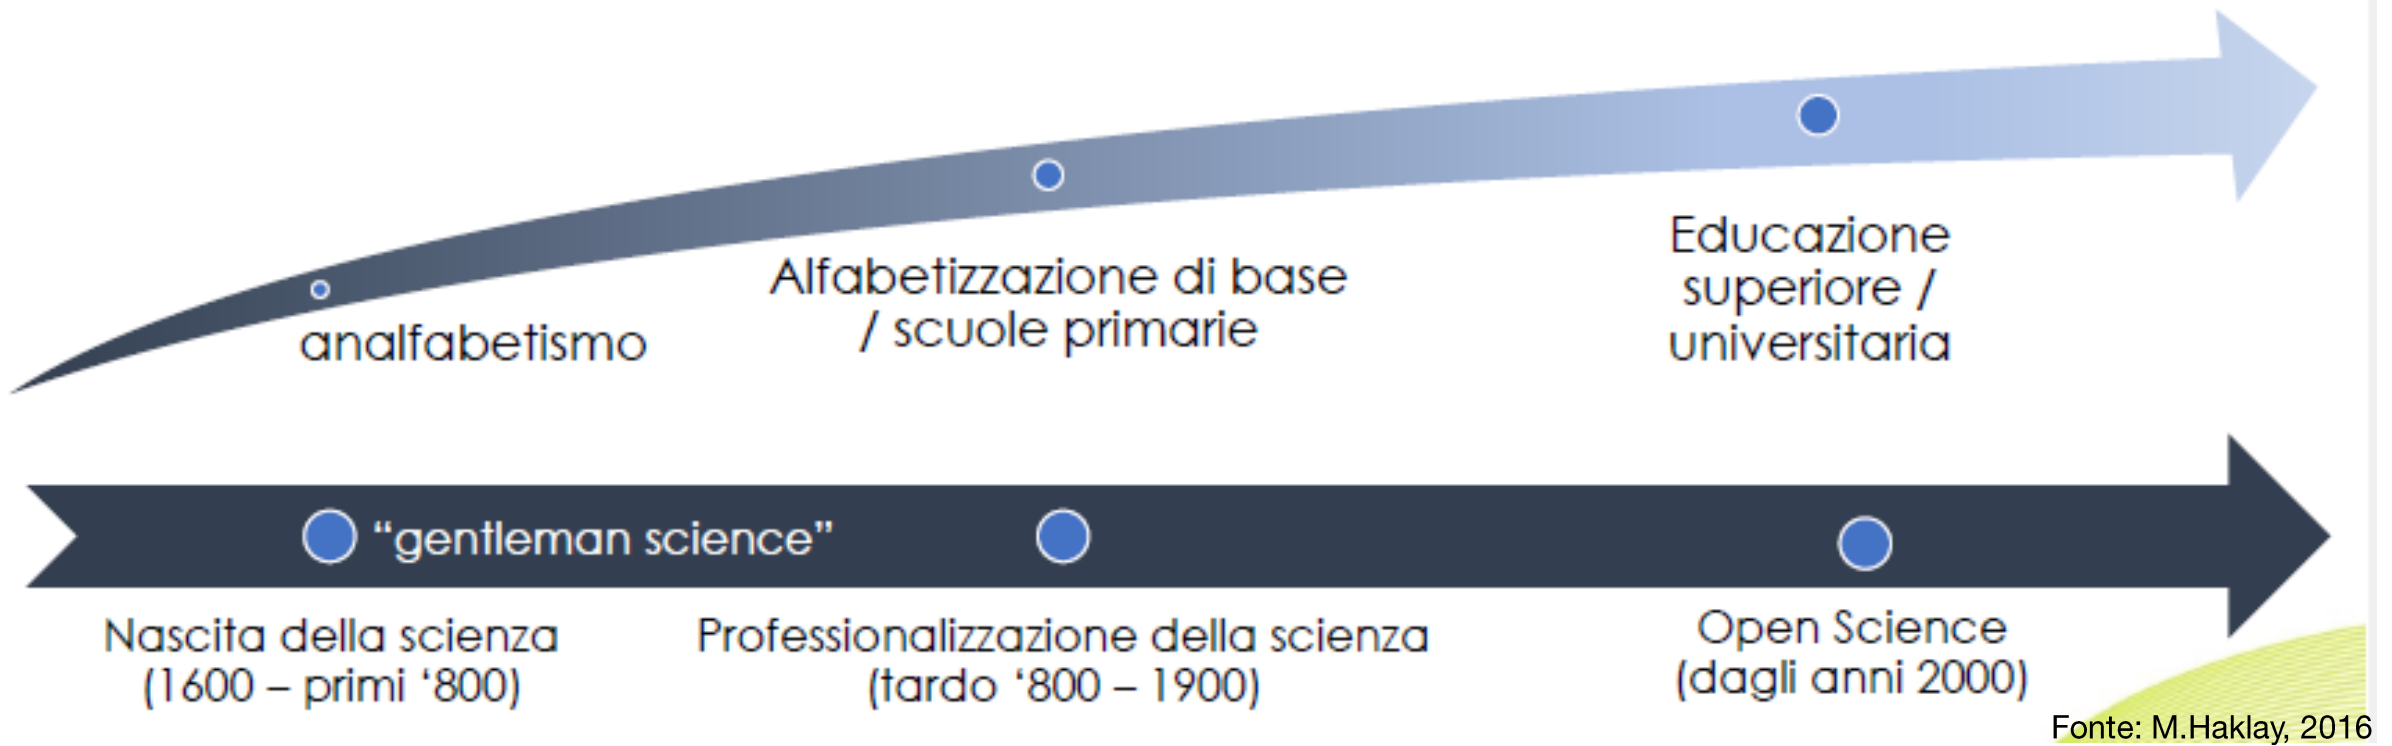 analfabetismo
Alfabetizzazione di base
/ scuole primarie
Educazione
superiore /
universitaria
“gentleman science”
Nascita della scienza
(1600 – primi ‘800)
Professionalizzazione della scienza
(tardo ‘800 – 1900)
Open Science
(dagli anni 2000)
Fonte: M.Haklay, 2016